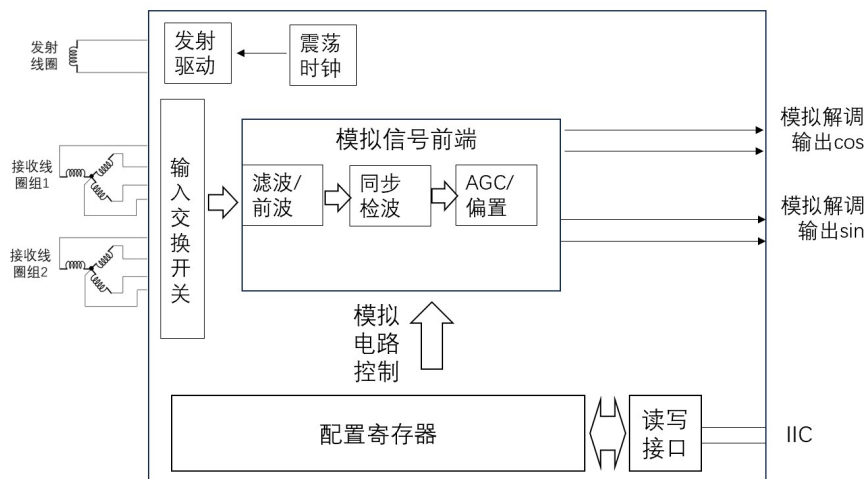 发射
线圈
发射
驱动
震荡
时钟
接收线
圈组1
接收线
圈组2
输
入
交
换
开
关
模拟信号前端
滤波/
前波
同步
检波
AGC/
偏置
模拟解调
输出cos
模拟解调
输出sin
模拟
电路
控制
配置寄存器
读写
接口
IIC